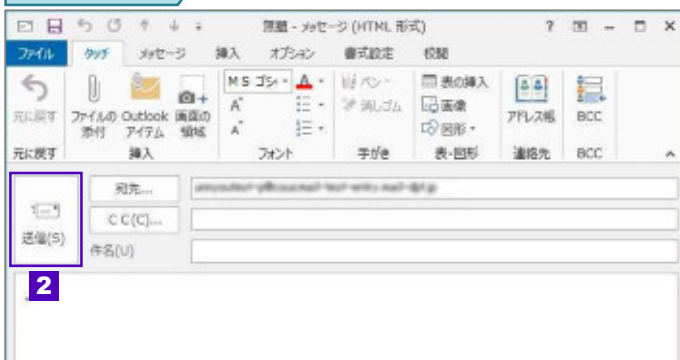 無題 - メッセージ (HTML 形式)
ファイル タッチ メッセージ 挿入 オプション 書式設定 校閲
MS ゴシ A ペン 表の挿入
A 消しゴム 画像
元に戻す ファイルの Outlook 画面の アドレス帳 BCC
添付 アイテム 領域 A 図形
元に戻す 挿入 フォント 手がき 表・図形 連絡先 BCC
宛先...
CC(C)...
送信(S)
件名(U)
2